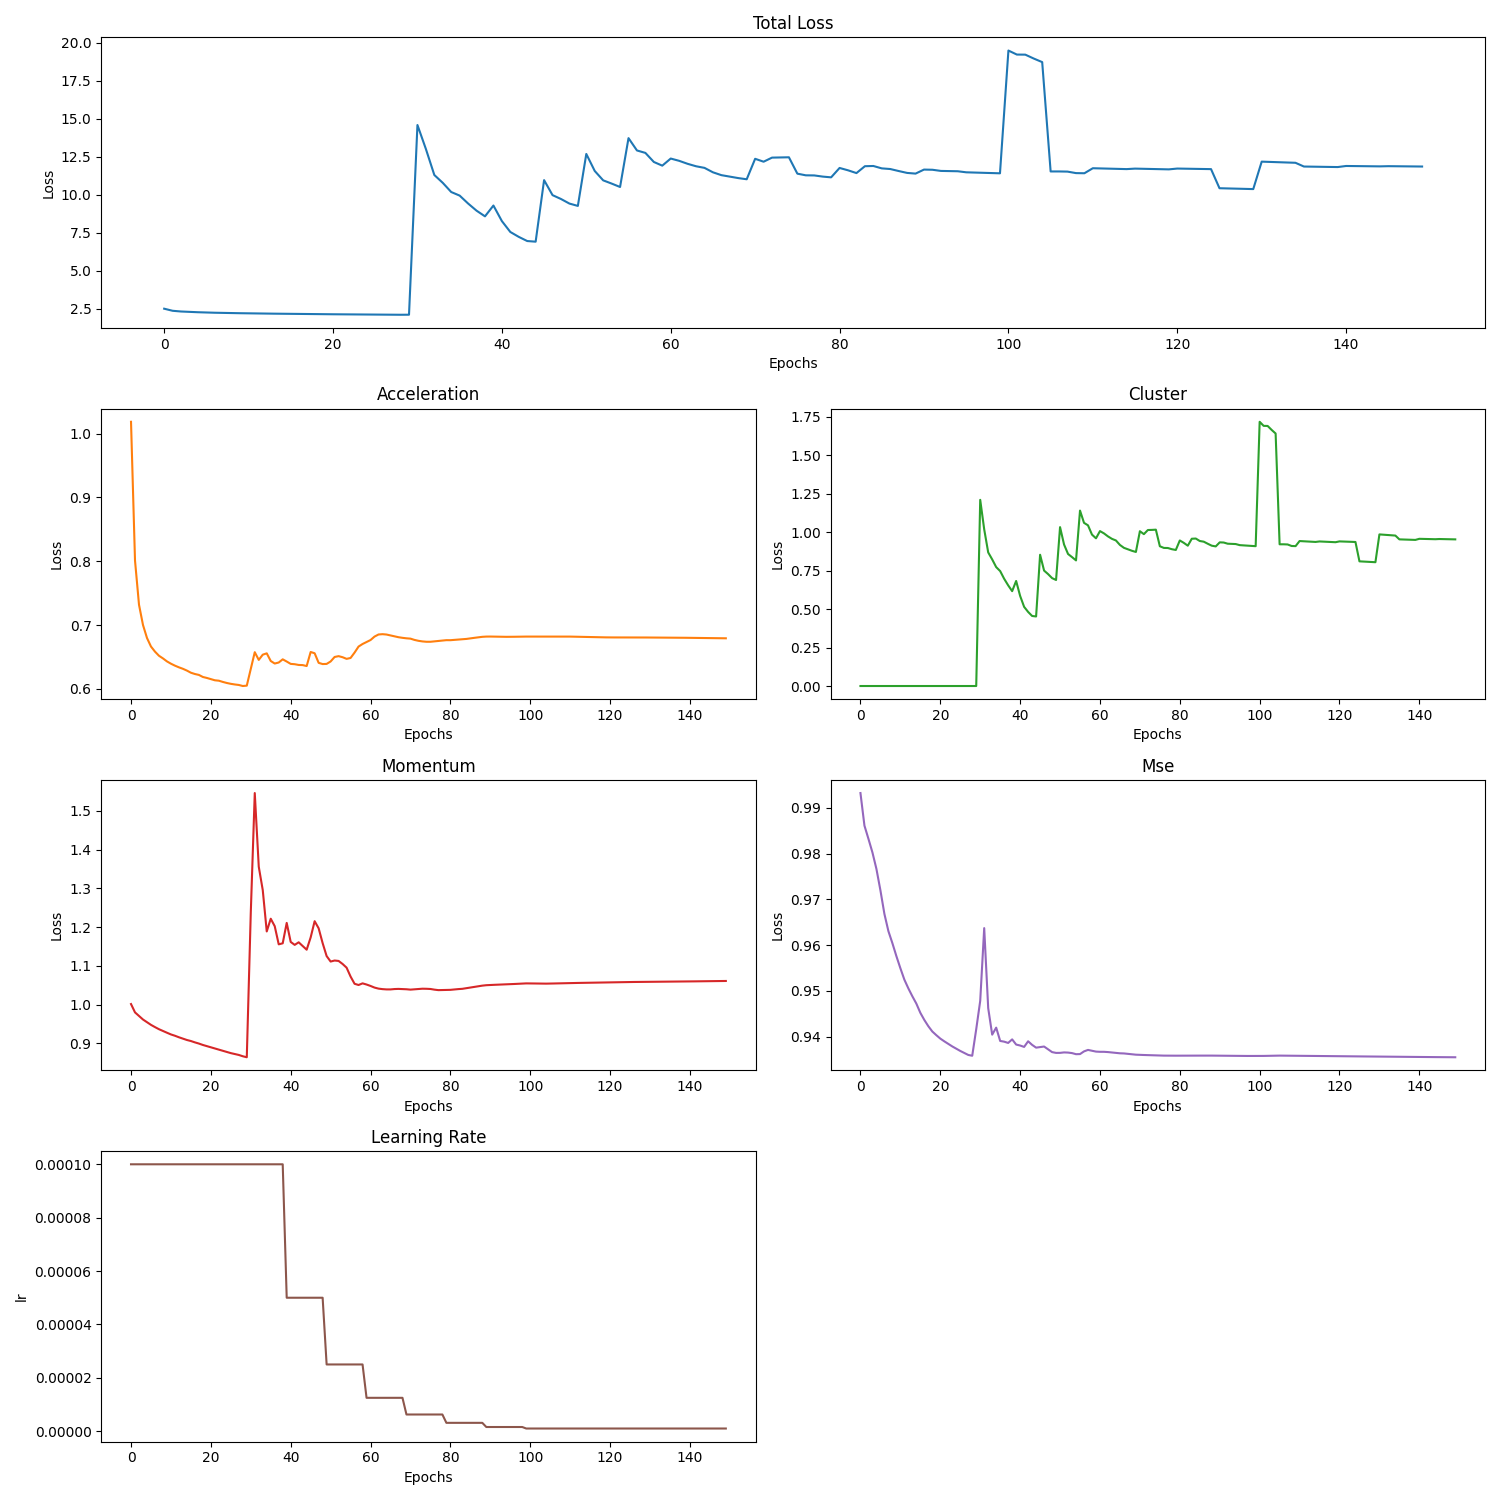 Total Loss
20.0
17.5
15.0
12.5
10.0
7.5
5.0
2.5
Loss
0 20 40 60 80 100 120 140
Epochs
Acceleration
1.0
0.9
0.8
0.7
0.6
Loss
0 20 40 60 80 100 120 140
Epochs
Cluster
1.75
1.50
1.25
1.00
0.75
0.50
0.25
0.00
Loss
0 20 40 60 80 100 120 140
Epochs
Momentum
1.5
1.4
1.3
1.2
1.1
1.0
0.9
Loss
0 20 40 60 80 100 120 140
Epochs
Mse
0.99
0.98
0.97
0.96
0.95
0.94
Loss
0 20 40 60 80 100 120 140
Epochs
Learning Rate
0.00010
0.00008
0.00006
0.00004
0.00002
0.00000
lr
0 20 40 60 80 100 120 140
Epochs